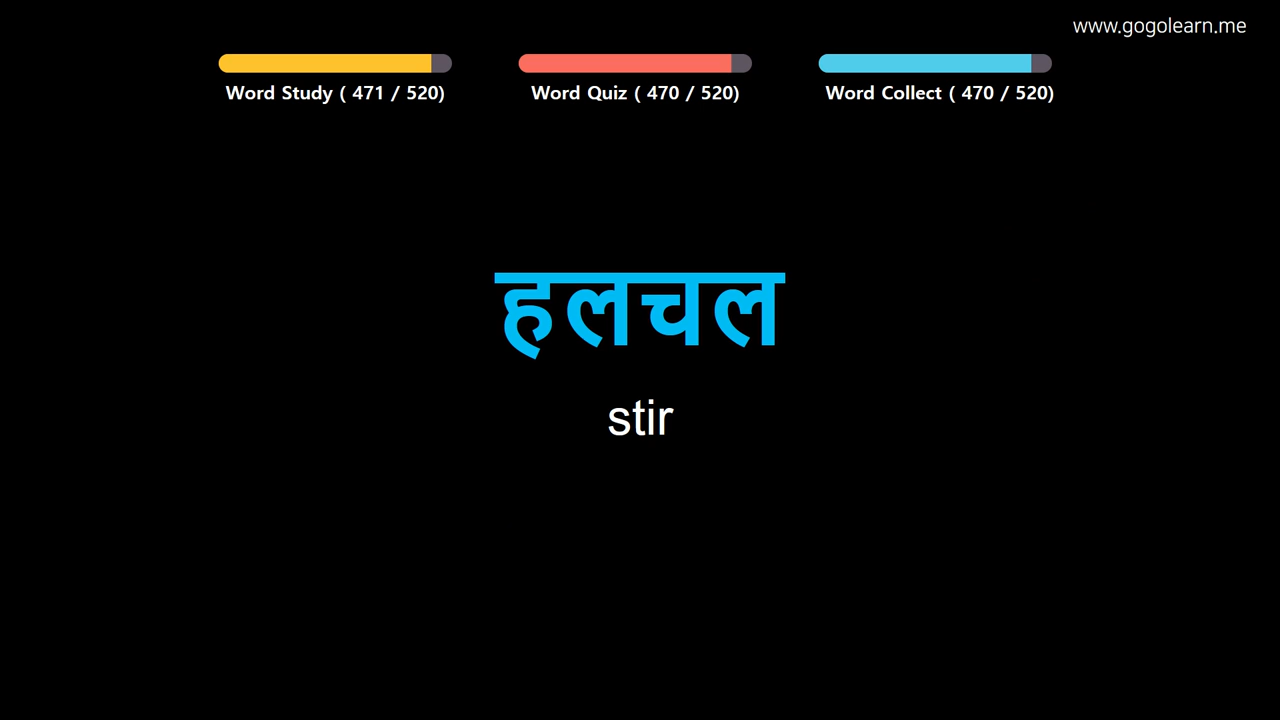 www.gogolearn.me
Word Study ( 471 / 520)
Word Quiz ( 470 / 520)
Word Collect ( 470 / 520)
हलचल
stir